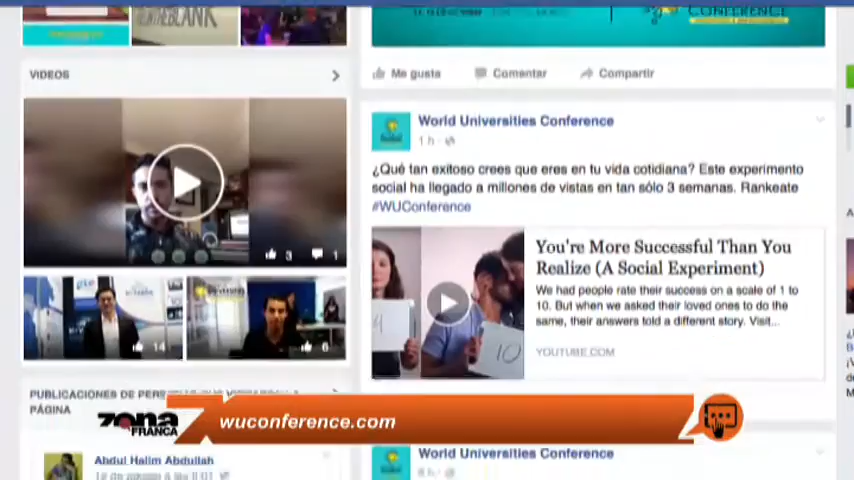 INTHEBLANK
CONFERENCE
Me gusta
Comentar
Compartir
VIDEOS
World Universities Conference
1 h
¿Qué tan exitoso crees que eres en tu vida cotidiana? Este experimento
social ha llegado a millones de vistas en tan sólo 3 semanas. Rankeate
#WUConference
3
1
You're More Successful Than You
Realize (A Social Experiment)
We had people rate their success on a scale of 1 to
10. But when we asked their loved ones to do the
same, their answers told a different story. Visit...
YOUTUBE.COM
4
10
14
6
PUBLICACIONES DE
PÁGINA
ZONA
FRANCA
wuconference.com
World Universities Conference
Abdul Halim Abdullah